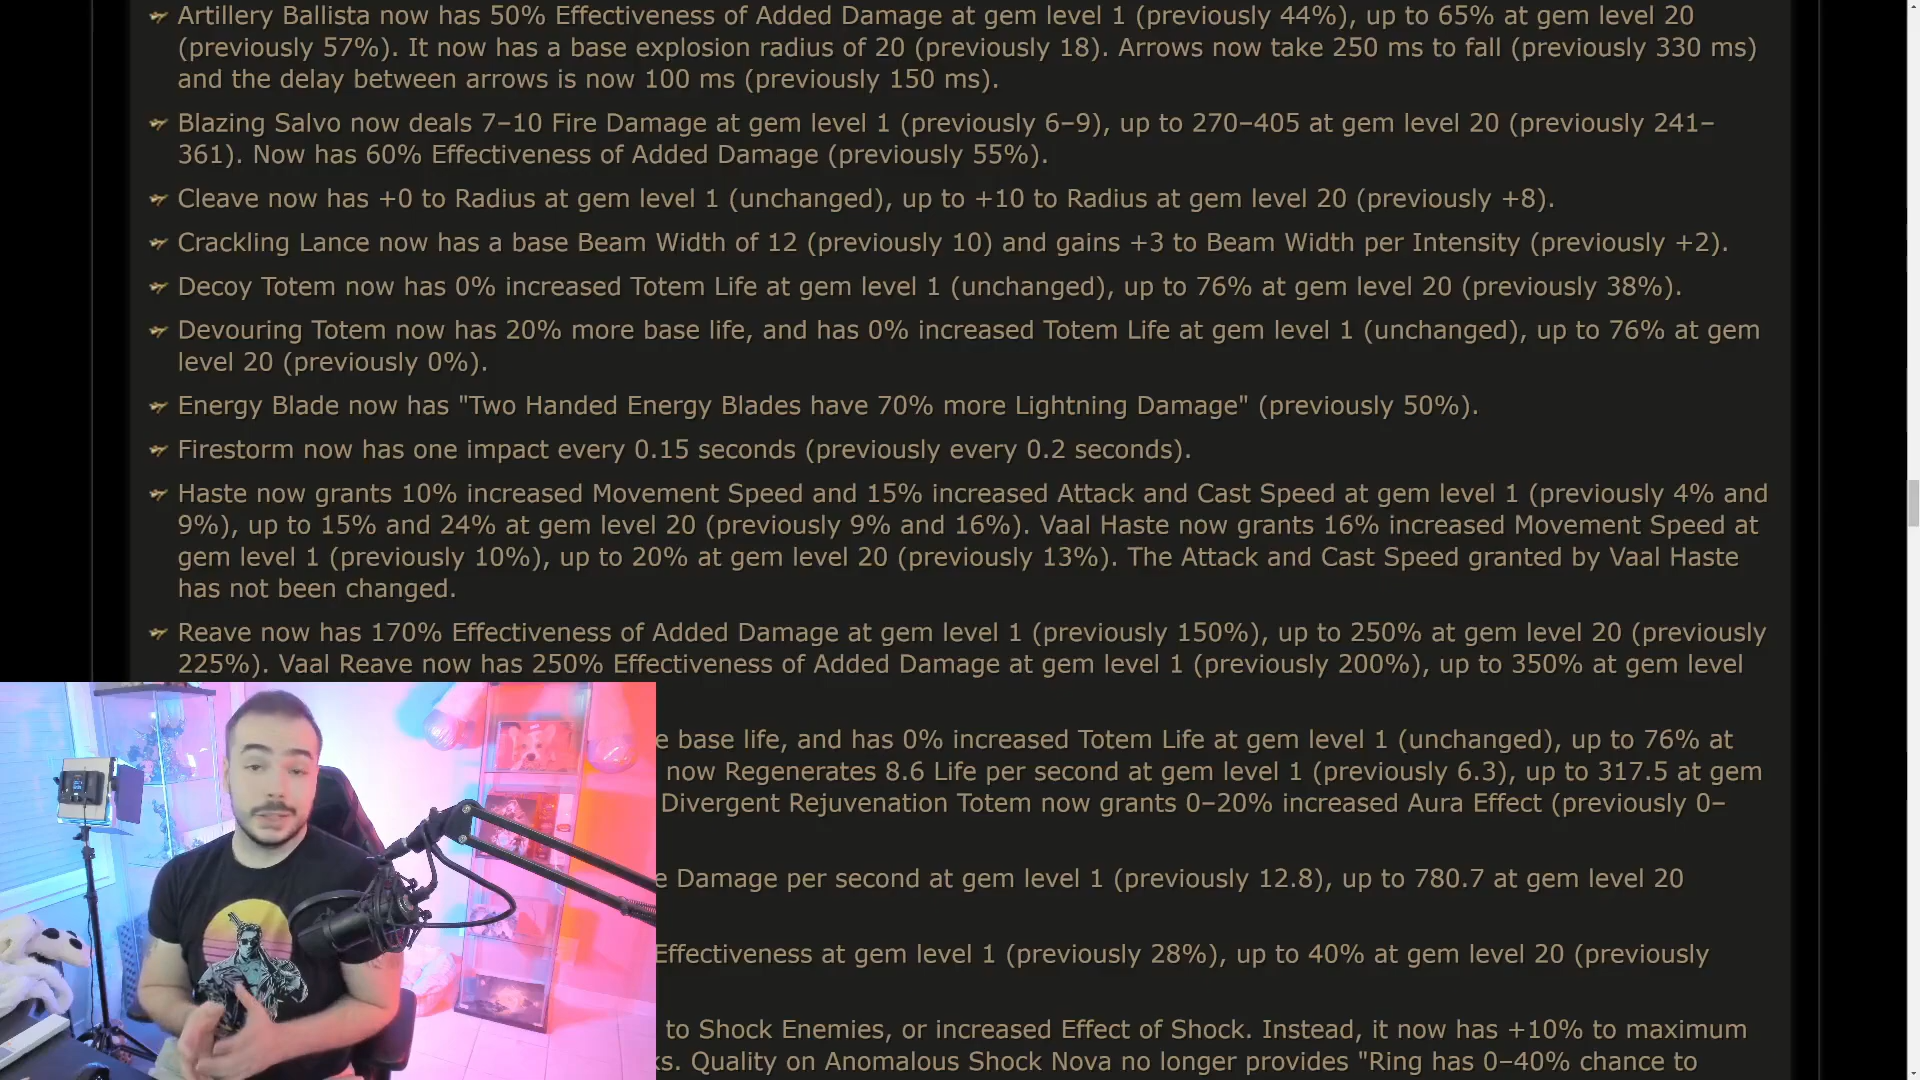 Artillery Ballista now has 50% Effectiveness of Added Damage at gem level 1 (previously 44%), up to 65% at gem level 20
(previously 57%). It now has a base explosion radius of 20 (previously 18). Arrows now take 250 ms to fall (previously 330 ms)
and the delay between arrows is now 100 ms (previously 150 ms).
Blazing Salvo now deals 7–10 Fire Damage at gem level 1 (previously 6–9), up to 270–405 at gem level 20 (previously 241–
361). Now has 60% Effectiveness of Added Damage (previously 55%).
Cleave now has +0 to Radius at gem level 1 (unchanged), up to +10 to Radius at gem level 20 (previously +8).
Crackling Lance now has a base Beam Width of 12 (previously 10) and gains +3 to Beam Width per Intensity (previously +2).
Decoy Totem now has 0% increased Totem Life at gem level 1 (unchanged), up to 76% at gem level 20 (previously 38%).
Devouring Totem now has 20% more base life, and has 0% increased Totem Life at gem level 1 (unchanged), up to 76% at gem
level 20 (previously 0%).
Energy Blade now has "Two Handed Energy Blades have 70% more Lightning Damage" (previously 50%).
Firestorm now has one impact every 0.15 seconds (previously every 0.2 seconds).
Haste now grants 10% increased Movement Speed and 15% increased Attack and Cast Speed at gem level 1 (previously 4% and
9%), up to 15% and 24% at gem level 20 (previously 9% and 16%). Vaal Haste now grants 16% increased Movement Speed at
gem level 1 (previously 10%), up to 20% at gem level 20 (previously 13%). The Attack and Cast Speed granted by Vaal Haste
has not been changed.
Reave now has 170% Effectiveness of Added Damage at gem level 1 (previously 150%), up to 250% at gem level 20 (previously
225%). Vaal Reave now has 250% Effectiveness of Added Damage at gem level 1 (previously 200%), up to 350% at gem level
e base life, and has 0% increased Totem Life at gem level 1 (unchanged), up to 76% at
now Regenerates 8.6 Life per second at gem level 1 (previously 6.3), up to 317.5 at gem
Divergent Rejuvenation Totem now grants 0–20% increased Aura Effect (previously 0–
e Damage per second at gem level 1 (previously 12.8), up to 780.7 at gem level 20
Effectiveness at gem level 1 (previously 28%), up to 40% at gem level 20 (previously
to Shock Enemies, or increased Effect of Shock. Instead, it now has +10% to maximum
ks. Quality on Anomalous Shock Nova no longer provides "Ring has 0–40% chance to